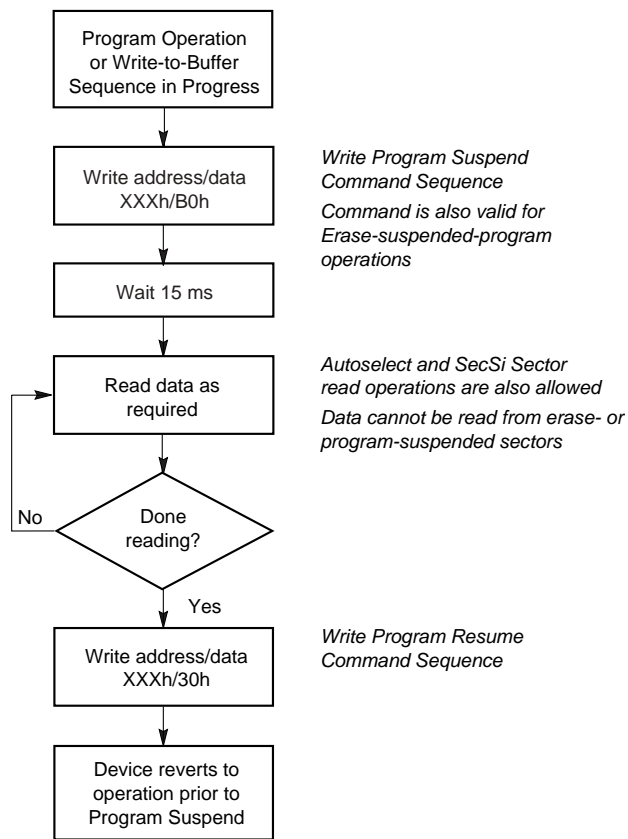 Program Operation
or Write-to-Buffer
Sequence in Progress
Write address/data
XXXh/B0h
Write Program Suspend
Command Sequence
Command is also valid for
Erase-suspended-program
operations
Wait 15 ms
Read data as
required
Autoselect and SecSi Sector
read operations are also allowed
Data cannot be read from erase- or
program-suspended sectors
No
Done
reading?
Yes
Write address/data
XXXh/30h
Write Program Resume
Command Sequence
Device reverts to
operation prior to
Program Suspend